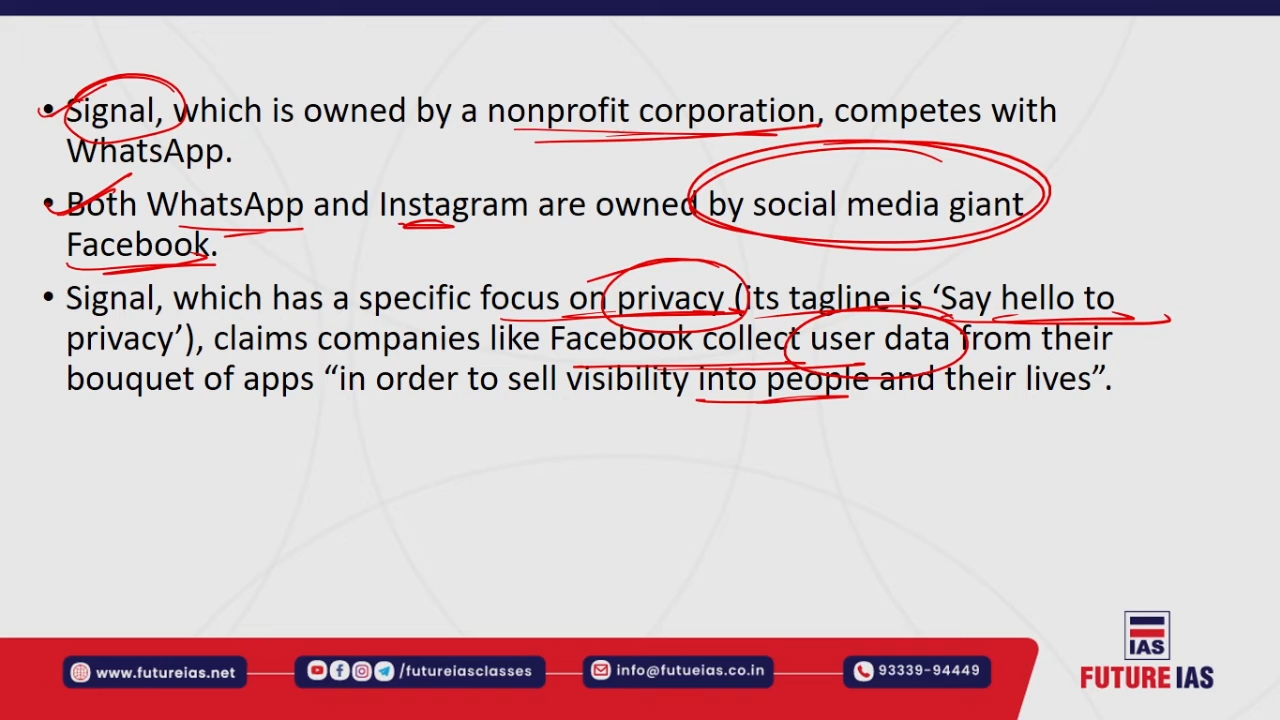 • Signal, which is owned by a nonprofit corporation, competes with
WhatsApp.
• Both WhatsApp and Instagram are owned by social media giant
Facebook.
• Signal, which has a specific focus on privacy (its tagline is ‘Say hello to
privacy’), claims companies like Facebook collect user data from their
bouquet of apps “in order to sell visibility into people and their lives”.
IAS
FUTURE IAS
www.futureias.net
/futureiasclasses
info@futueias.co.in
93339-94449